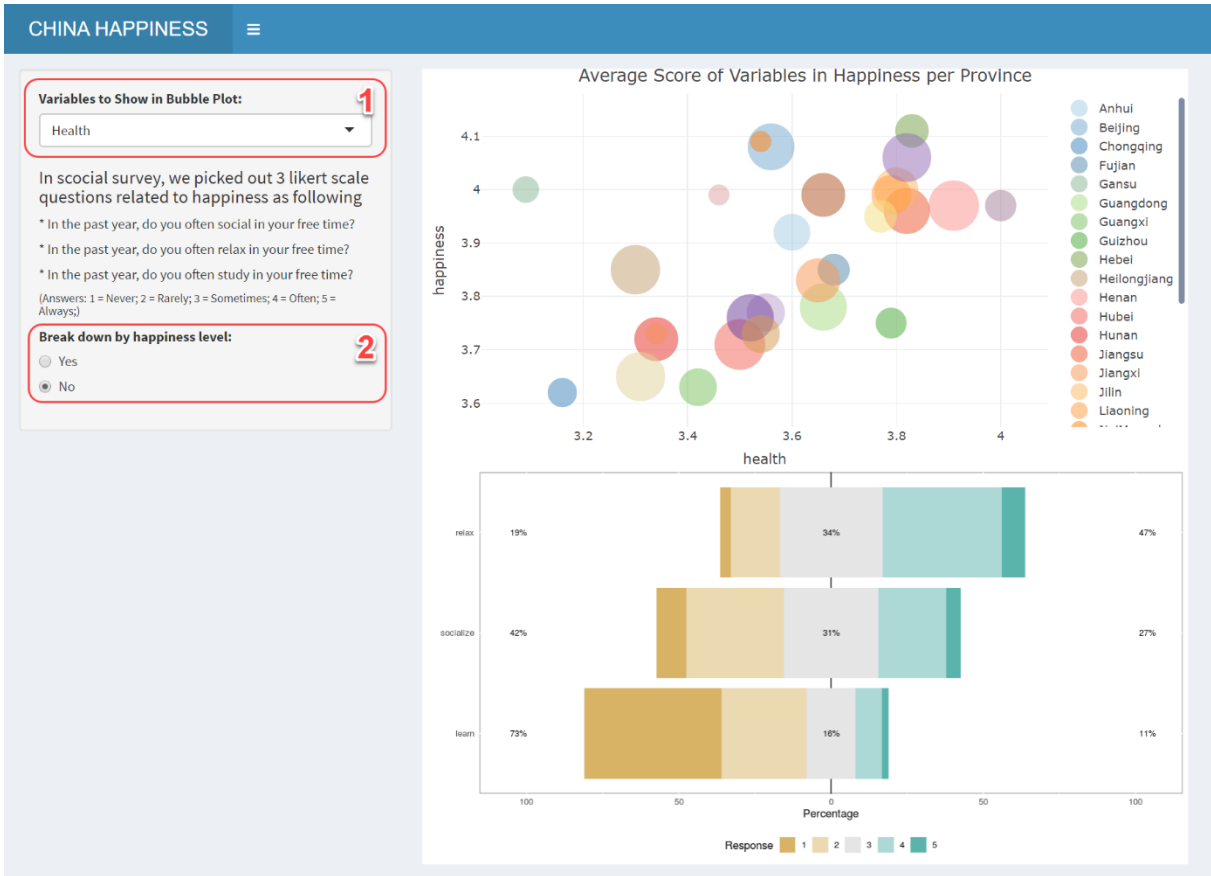 CHINA HAPPINESS
Variables to Show in Bubble Plot:
1
Health
In scocial survey, we picked out 3 likert scale
questions related to happiness as following
* In the past year, do you often social in your free time?
* In the past year, do you often relax in your free time?
* In the past year, do you often study in your free time?
(Answers: 1 = Never; 2 = Rarely; 3 = Sometimes; 4 = Often; 5 =
Always;)
Break down by happiness level:
2
Yes
No
Average Score of Variables in Happiness per Province
happiness
4.1
4
3.9
3.8
3.7
3.6
3.2 3.4 3.6 3.8 4
health
Anhui
Beijing
Chongqing
Fujian
Gansu
Guangdong
Guangxi
Guizhou
Hebei
Heilongjiang
Henan
Hubei
Hunan
Jiangsu
Jiangxi
Jilin
Liaoning
relax 19% 34% 47%
socialize 42% 31% 27%
learn 73% 16% 11%
100 50 0 50 100
Percentage
Response 1 2 3 4 5